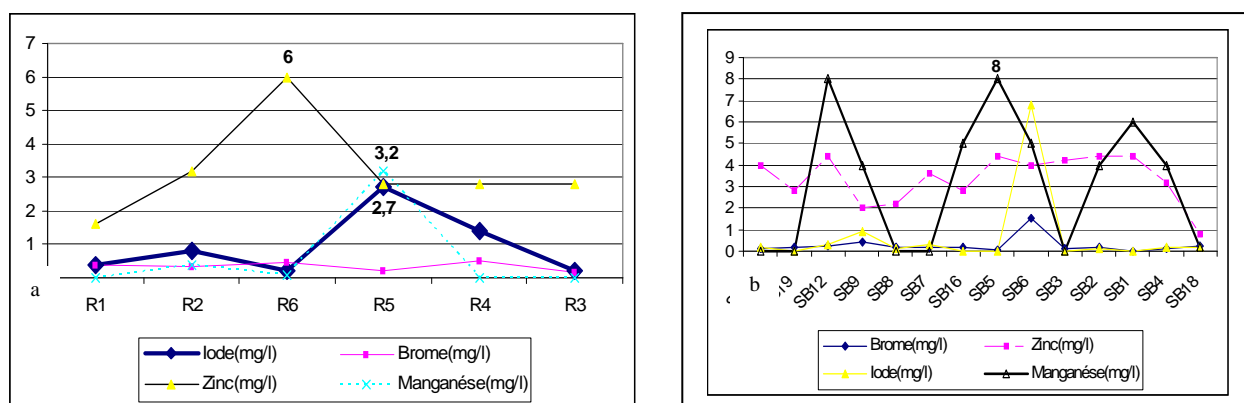 7
6
5
4
3
2
1
6
3,2
2,7
a
R1 R2 R6 R5 R4 R3
Iode(mg/l) Brome(mg/l)
Zinc(mg/l) Manganése(mg/l)
9
8
7
6
5
4
3
2
1
0
8
b
SB12 SB9 SB8 SB7 SB16 SB5 SB6 SB3 SB2 SB1 SB4 SB18
Brome(mg/l) Zinc(mg/l)
Iode(mg/l) Manganése(mg/l)